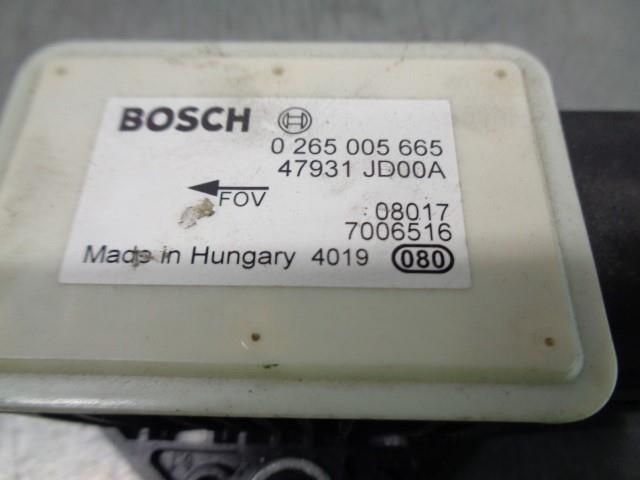 BOSCH
0 265 005 665
47931 JD00A
FOV
08017
7006516
Made in Hungary 4019 080